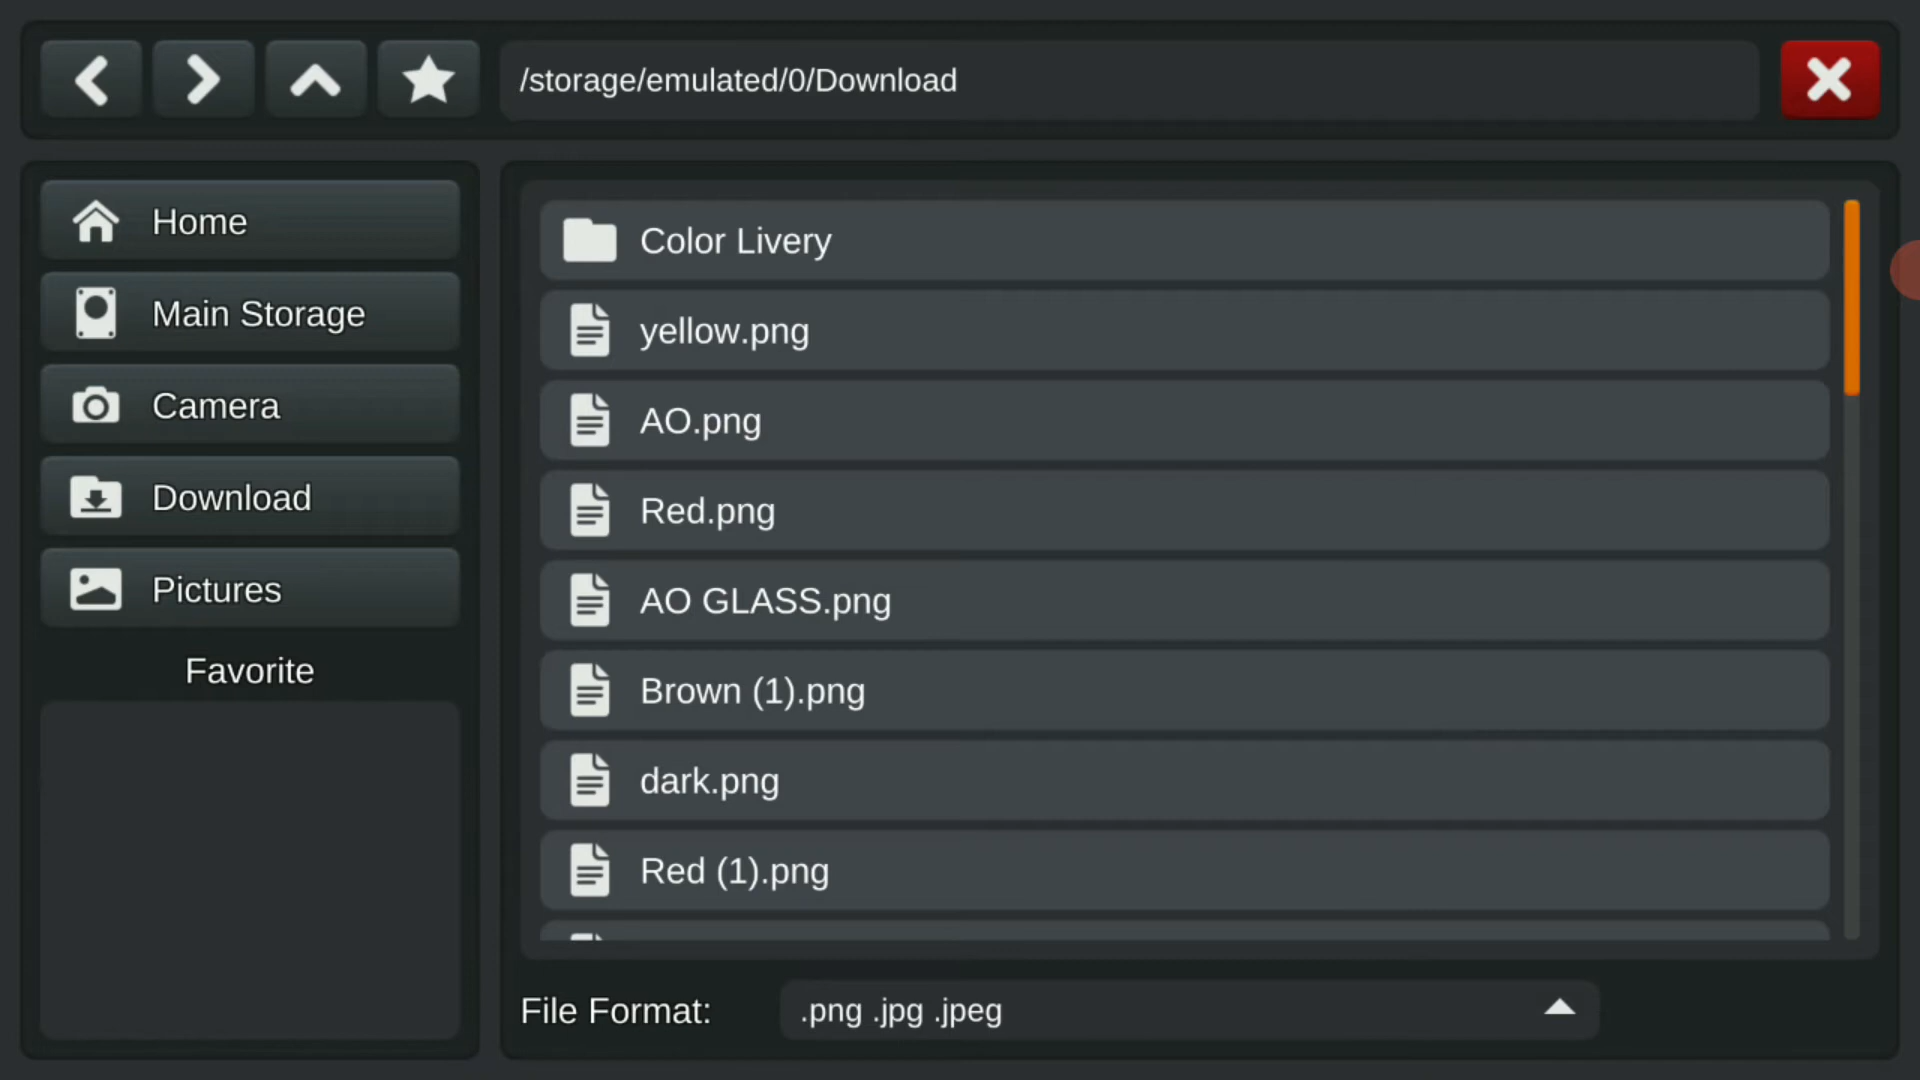 /storage/emulated/0/Download
Home
Main Storage
Camera
Download
Pictures
Favorite
Color Livery
yellow.png
AO.png
Red.png
AO GLASS.png
Brown (1).png
dark.png
Red (1).png
File Format: .png .jpg .jpeg